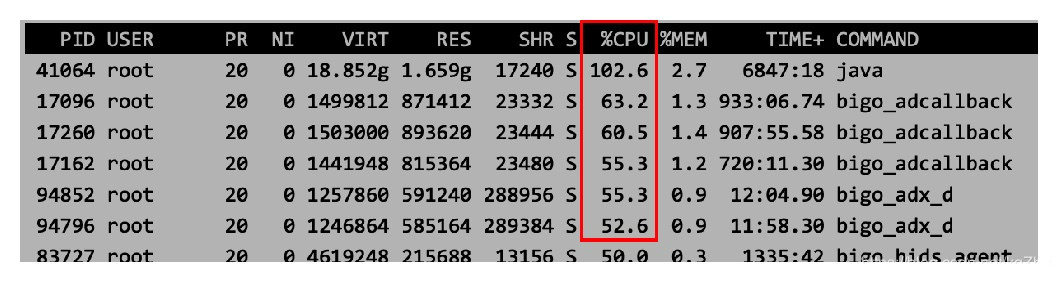 PID USER PR NI VIRT RES SHR S %CPU %MEM TIME+ COMMAND
41064 root 20 0 18.852g 1.659g 17240 S 102.6 2.7 6847:18 java
17096 root 20 0 1499812 871412 23332 S 63.2 1.3 933:06.74 bigo_adcallback
17260 root 20 0 1503000 893620 23444 S 60.5 1.4 907:55.58 bigo_adcallback
17162 root 20 0 1441948 815364 23480 S 55.3 1.2 720:11.30 bigo_adcallback
94852 root 20 0 1257860 591240 288956 S 55.3 0.9 12:04.90 bigo_adx_d
94796 root 20 0 1246864 585164 289384 S 52.6 0.9 11:58.30 bigo_adx_d
83727 root 20 0 4619248 215688 13156 S 50.0 0.3 1335:42 bigo_hids_agent